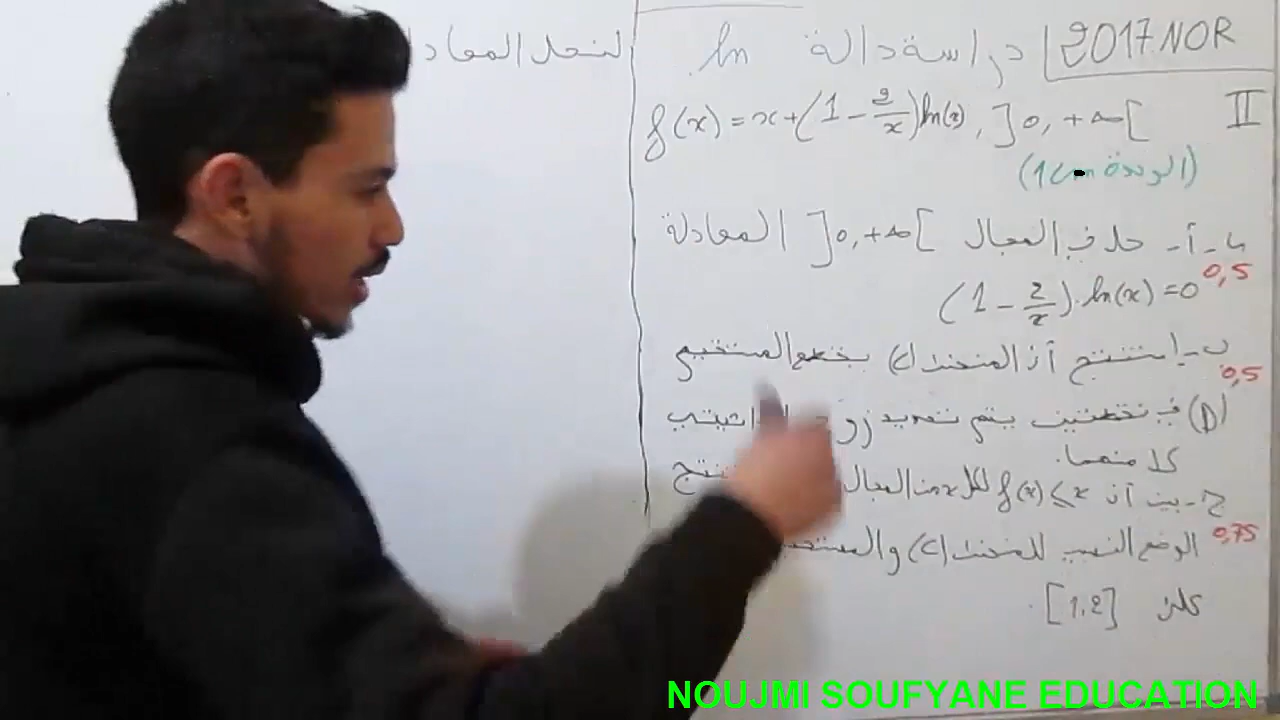 2017.NOR دراسة دالة ln
لنحل المعاد
II f(x) = x+(1-2/x)ln(x), ]0,+∞[
(الوحدة 1cm)
أ- حل في المجال ]0,+∞[ المعادلة
0,5
(1-2/x).ln(x)=0
ب- استنتج أن المنحنى (C) يقطع المستقيم
0,5
(D) في نقطتين يتم تحديد
كلا منهما.
ج- بين أن f(x)≤x لكل x من المجال
0,75 الوضع النسبي للمنحنى (C) والمستقيم
على [1,2].
NOUJMI SOUFYANE EDUCATION